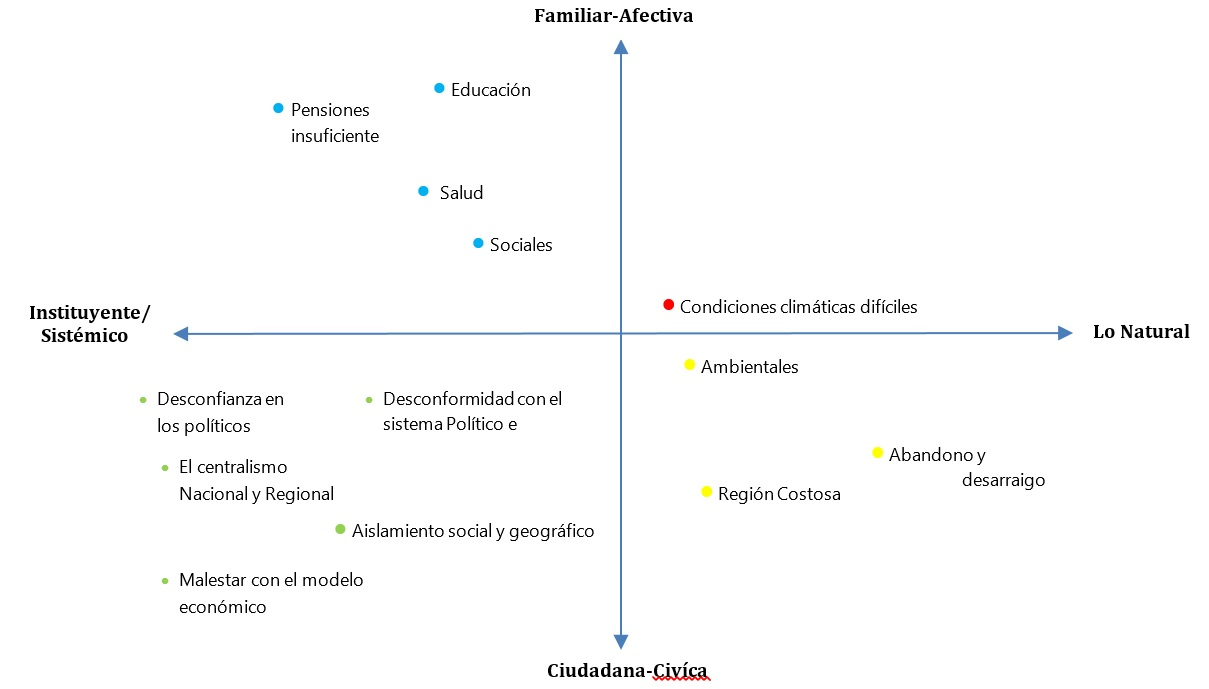 Familiar-Afectiva
Educación
Pensiones
insuficiente
Salud
Sociales
Condiciones climáticas difíciles
Instituyente/
Sistémico
Lo Natural
Ambientales
Desconfianza en
los políticos
Desconformidad con el
sistema Político e
Abandono y
desarraigo
El centralismo
Nacional y Regional
Región Costosa
Aislamiento social y geográfico
Malestar con el modelo
económico
Ciudadana-Civíca